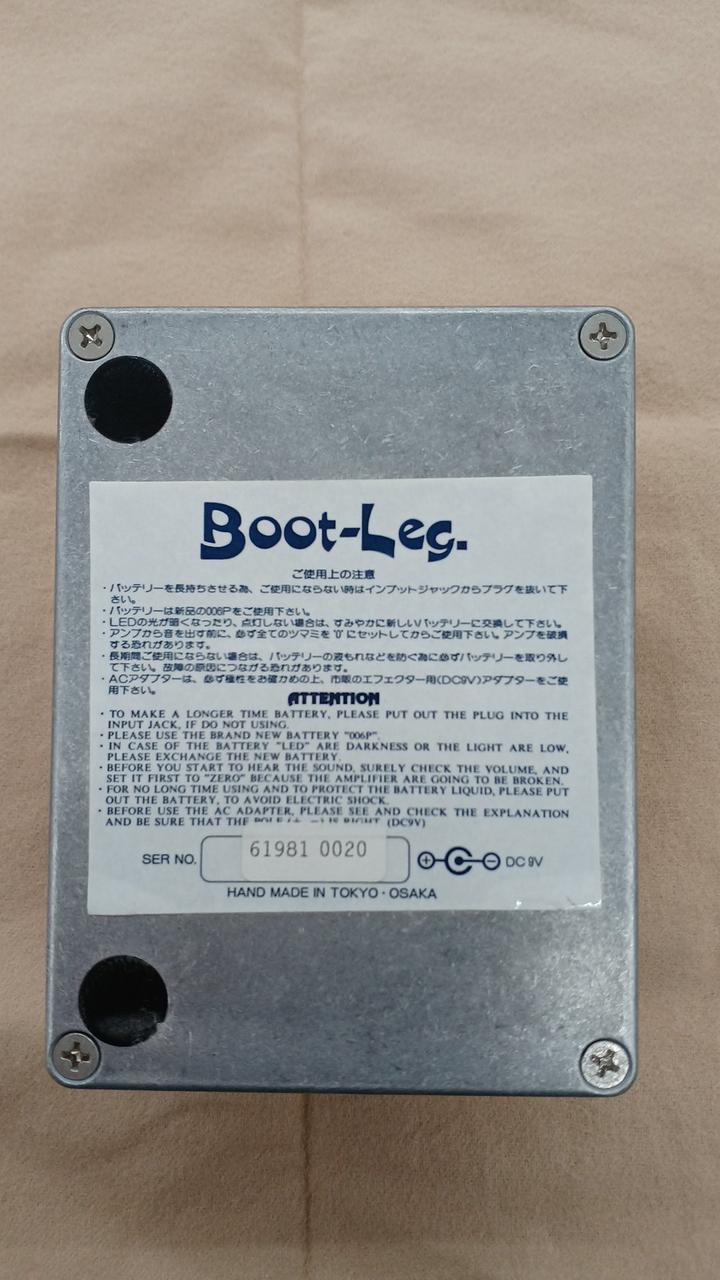 Boot-Leg.
ご使用上の注意
・バッテリーを長持ちさせる為、ご使用にならない時はインプットジャックからプラグを抜いて下
さい。
・バッテリーは新品の006Pをご使用下さい。
・LEDの光が暗くなったり、点灯しない場合は、すみやかに新しいバッテリーに交換して下さい。
・アンプから音を出す前に、必ず全てのツマミを"0"にセットしてからご使用下さい。アンプを破損
する恐れがあります。
・長期間ご使用にならない場合は、バッテリーの液もれなどを防ぐ為に必ずバッテリーを取り外し
て下さい。故障の原因につながる恐れがあります。
・ACアダプターは、必ず極性をお確かめの上、市販のエフェクター用(DC9V)アダプターをご使
用下さい。
ATTENTION
・TO MAKE A LONGER TIME BATTERY, PLEASE PUT OUT THE PLUG INTO THE
INPUT JACK, IF DO NOT USING.
・PLEASE USE THE BRAND NEW BATTERY "006P".
・IN CASE OF THE BATTERY "LED" ARE DARKNESS OR THE LIGHT ARE LOW,
PLEASE EXCHANGE THE NEW BATTERY.
・BEFORE YOU START TO HEAR THE SOUND, SURELY CHECK THE VOLUME, AND
SET IT FIRST TO "ZERO" BECAUSE THE AMPLIFIER ARE GOING TO BE BROKEN.
・FOR NO LONG TIME USING AND TO PROTECT THE BATTERY LIQUID, PLEASE PUT
OUT THE BATTERY, TO AVOID ELECTRIC SHOCK.
・BEFORE USE THE AC ADAPTER, PLEASE SEE AND CHECK THE EXPLANATION
AND BE SURE THAT THE POLE (+, −) IS RIGHT. (DC9V)
SER NO. 61981 0020 DC 9V
HAND MADE IN TOKYO・OSAKA